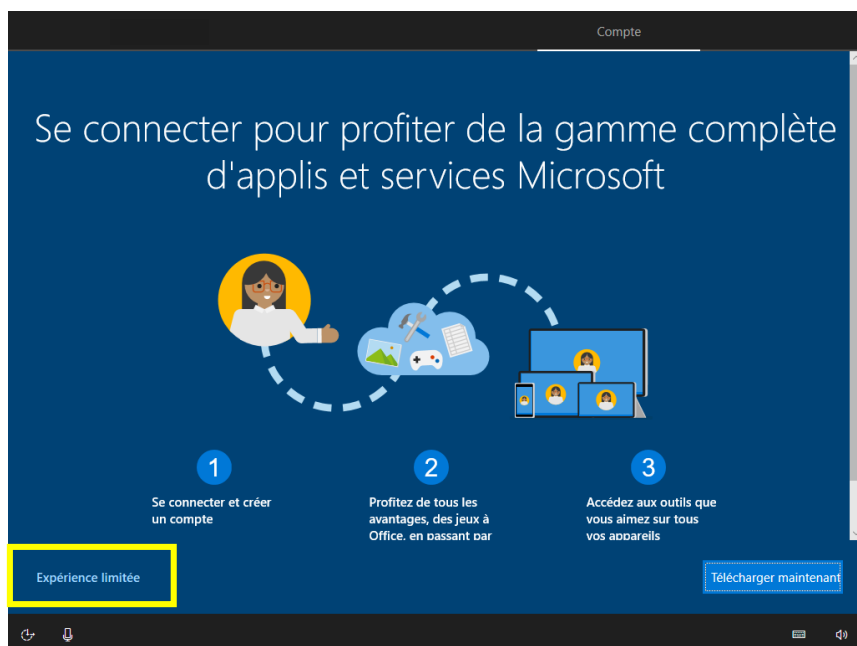 Compte
Se connecter pour profiter de la gamme complète
d'applis et services Microsoft
1
2
3
Se connecter et créer
un compte
Profitez de tous les
avantages, des jeux à
Office, en passant par
Accédez aux outils que
vous aimez sur tous
vos appareils
Expérience limitée
Télécharger maintenant